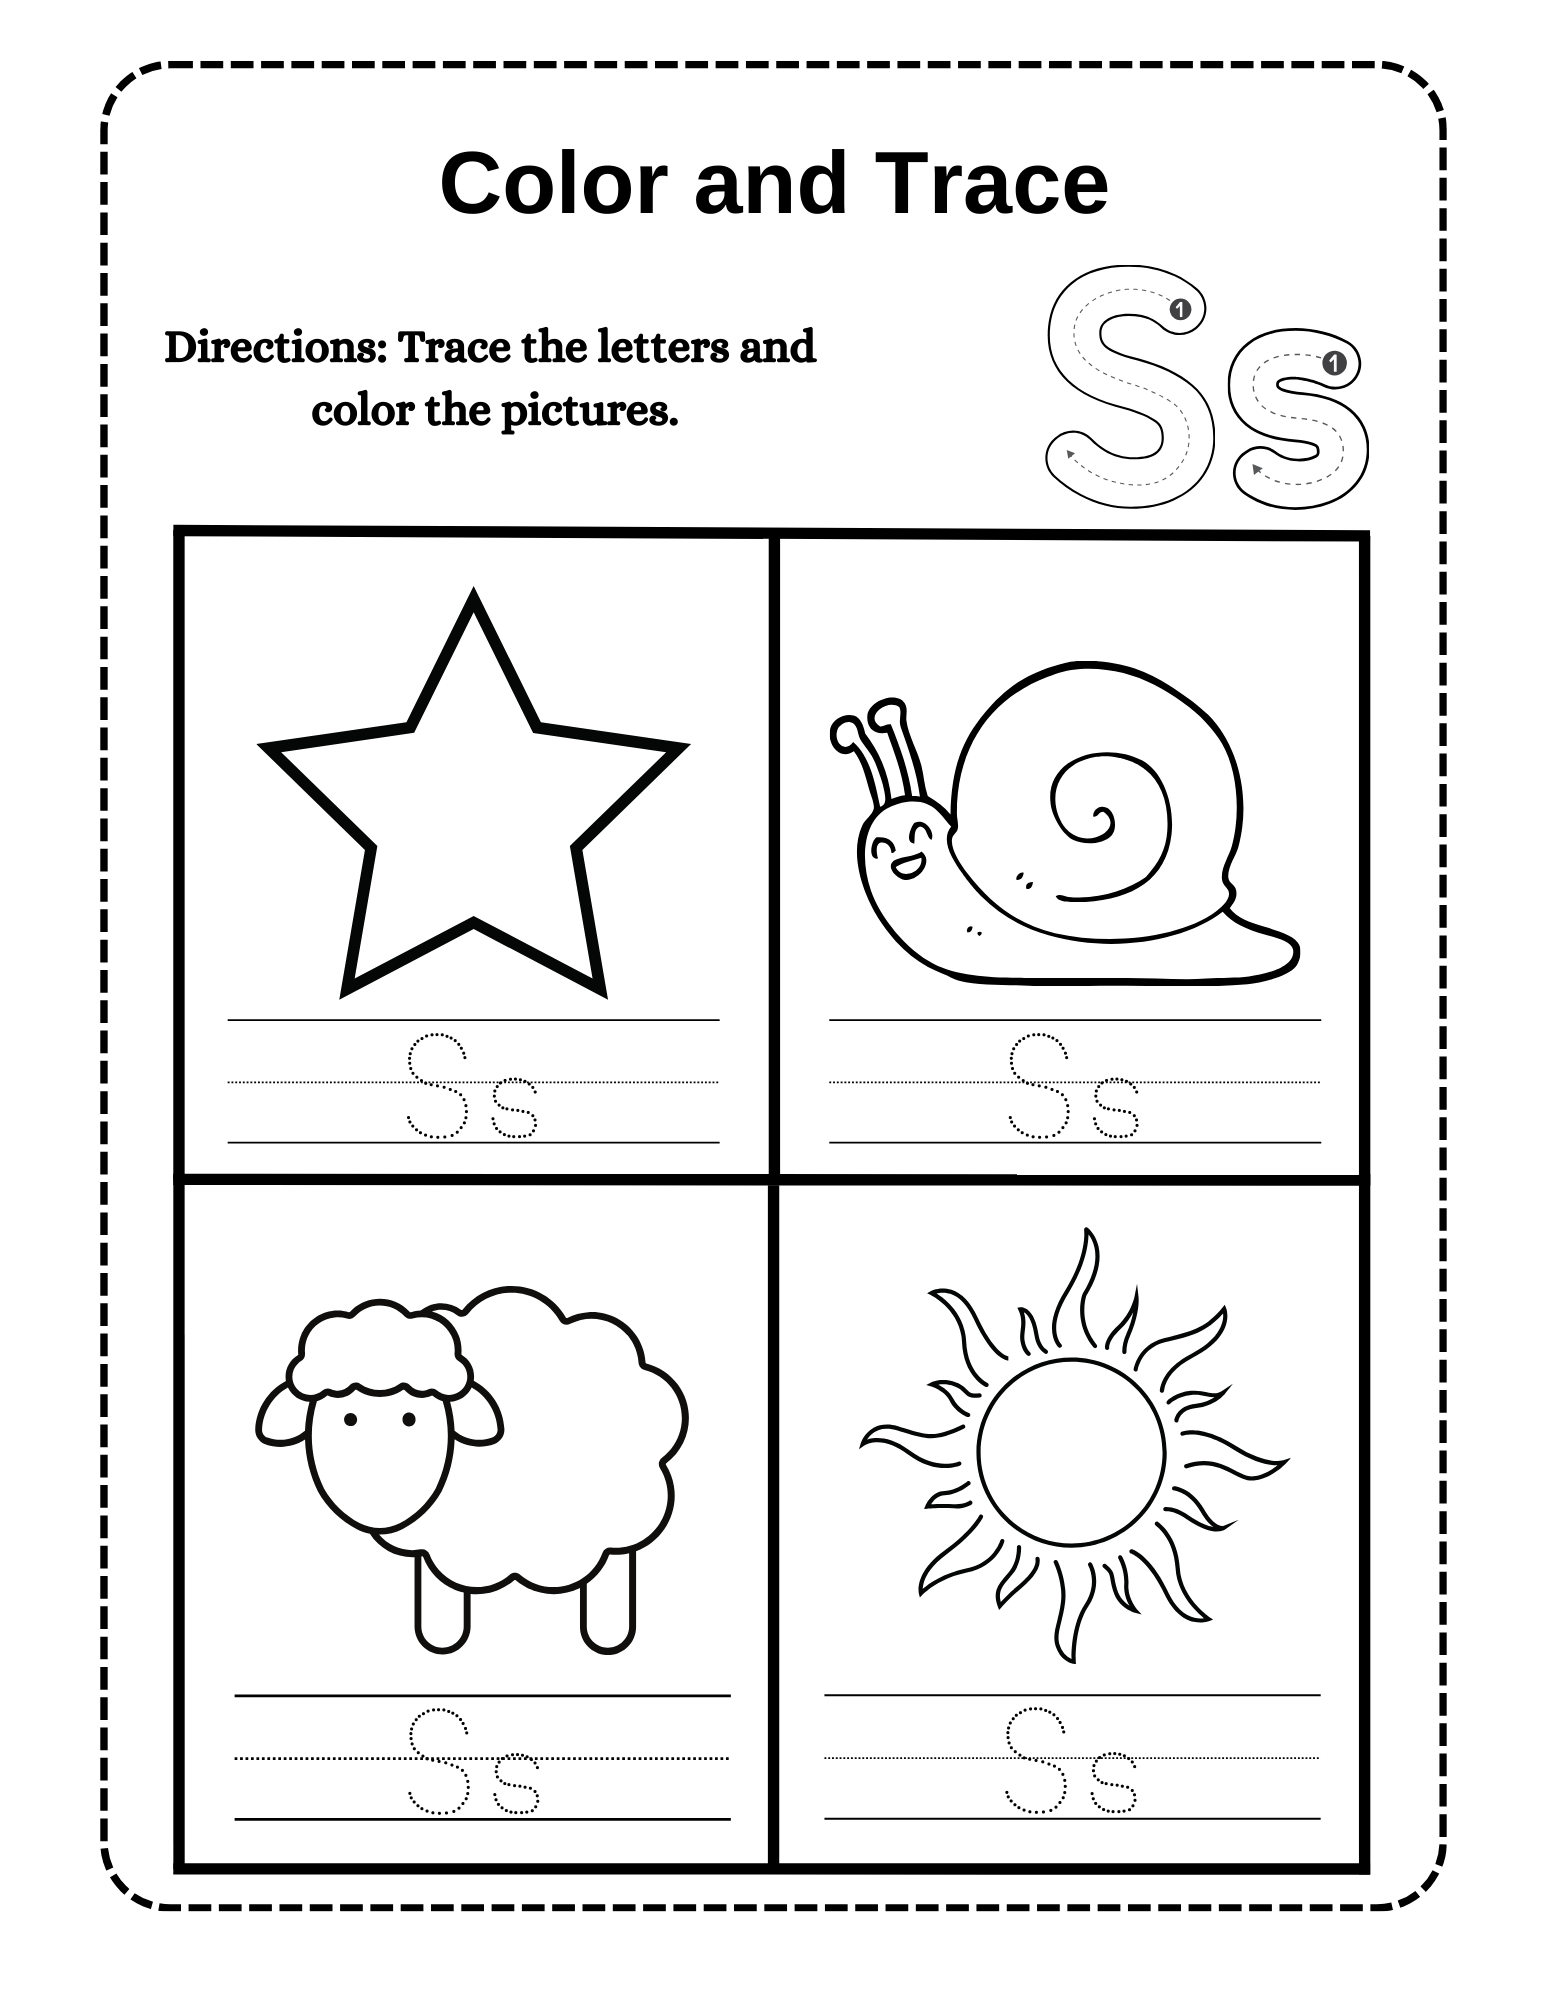 Color and Trace
Directions: Trace the letters and
color the pictures.
1
1
Ss
Ss
Ss
Ss
Ss